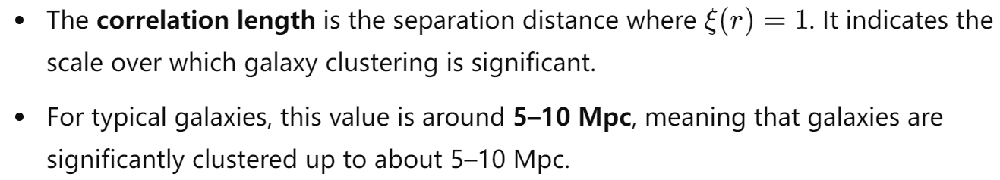 • The correlation length is the separation distance where ξ(r) = 1. It indicates the
scale over which galaxy clustering is significant.
• For typical galaxies, this value is around 5–10 Mpc, meaning that galaxies are
significantly clustered up to about 5–10 Mpc.